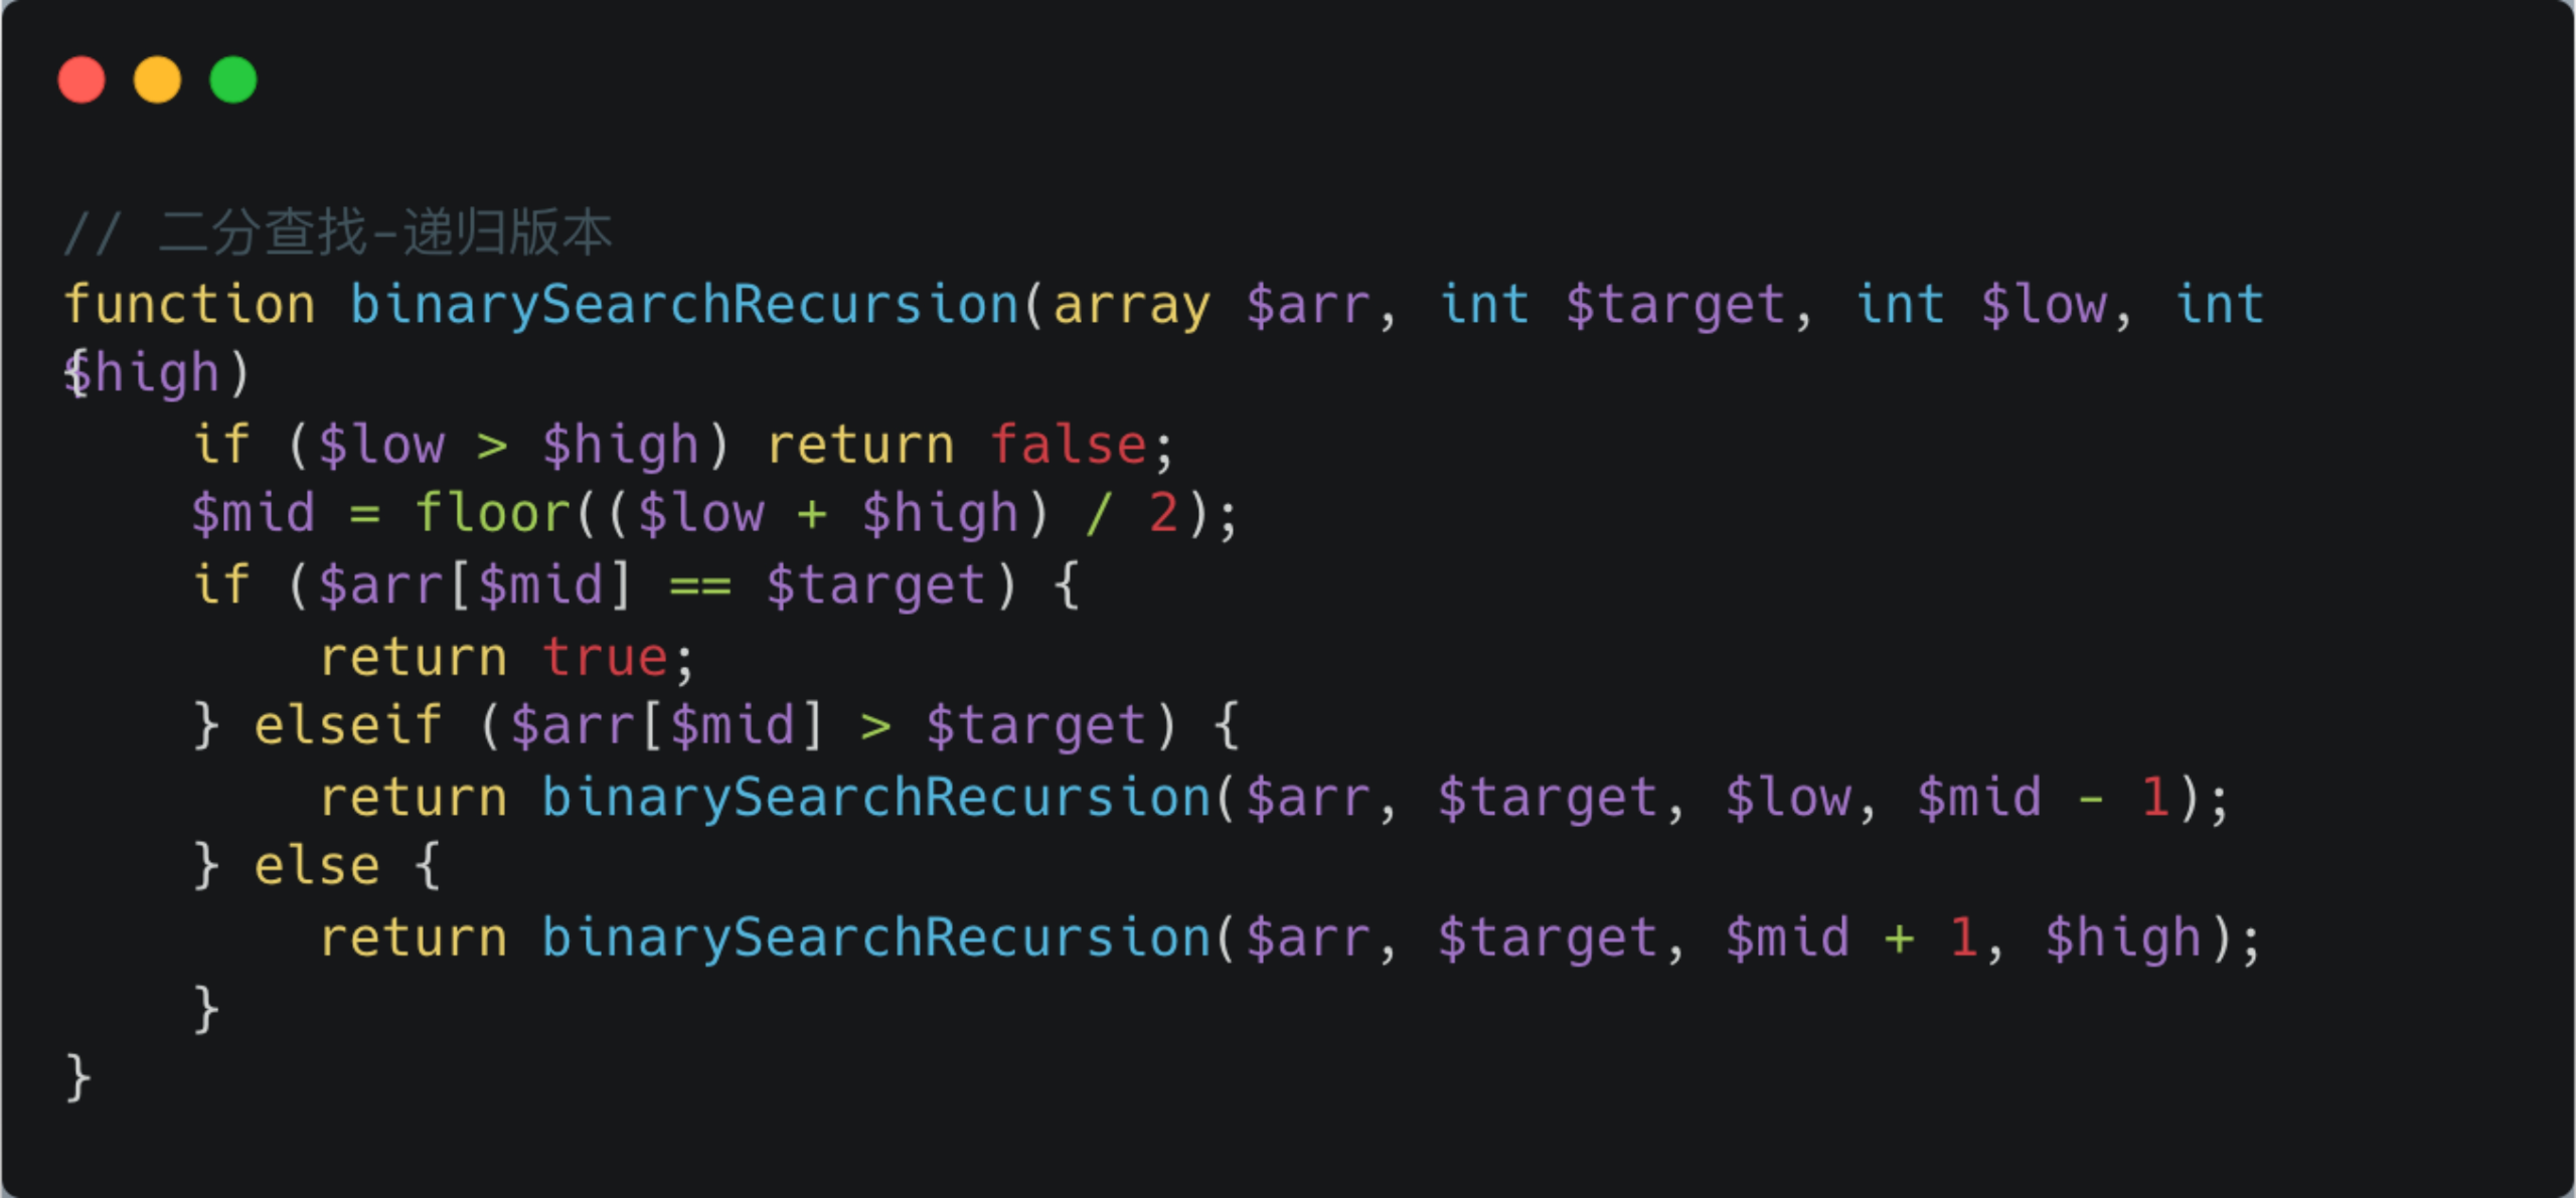 // 二分查找-递归版本
function binarySearchRecursion(array $arr, int $target, int $low, int
$high)
{
    if ($low > $high) return false;
    $mid = floor(($low + $high) / 2);
    if ($arr[$mid] == $target) {
        return true;
    } elseif ($arr[$mid] > $target) {
        return binarySearchRecursion($arr, $target, $low, $mid - 1);
    } else {
        return binarySearchRecursion($arr, $target, $mid + 1, $high);
    }
}